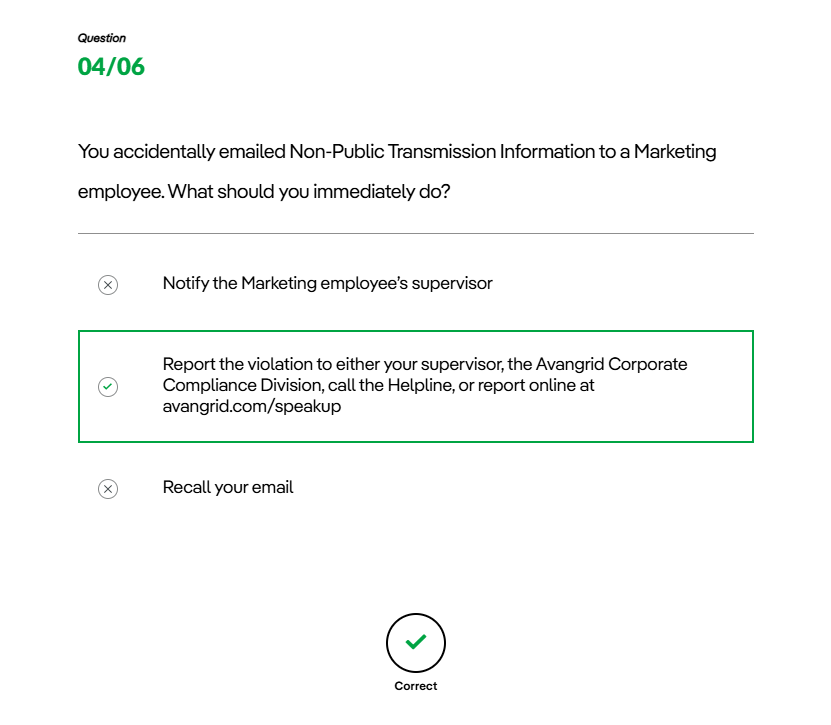 Question
04/06
You accidentally emailed Non-Public Transmission Information to a Marketing
employee. What should you immediately do?
Notify the Marketing employee’s supervisor
Report the violation to either your supervisor, the Avangrid Corporate
Compliance Division, call the Helpline, or report online at
avangrid.com/speakup
Recall your email
Correct